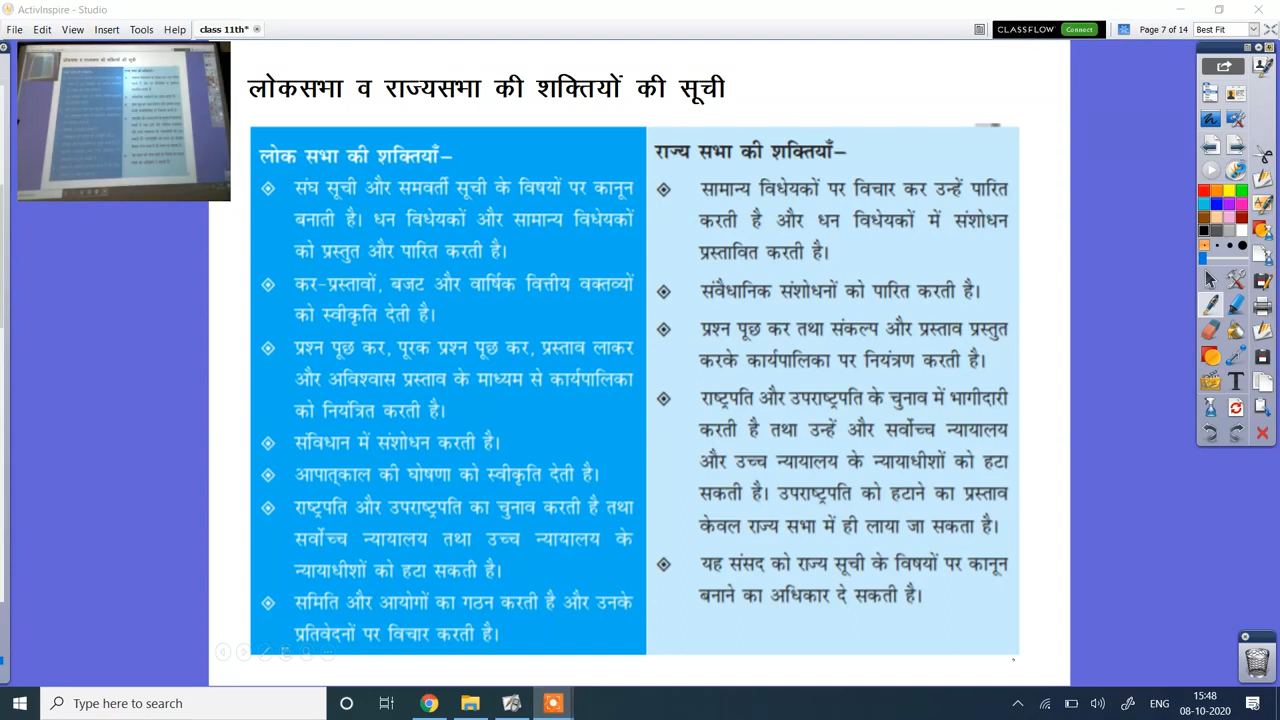 ActivInspire - Studio
File Edit View Insert Tools Help class 11th* CLASSFLOW Connect Page 7 of 14 Best Fit
लोकसभा व राज्यसभा की शक्तियों की सूची
लोक सभा की शक्तियाँ–
संघ सूची और समवर्ती सूची के विषयों पर कानून
बनाती है। धन विधेयकों और सामान्य विधेयकों
को प्रस्तुत और पारित करती है।
कर-प्रस्तावों, बजट और वार्षिक वित्तीय वक्तव्यों
को स्वीकृति देती है।
प्रश्न पूछ कर, पूरक प्रश्न पूछ कर, प्रस्ताव लाकर
और अविश्वास प्रस्ताव के माध्यम से कार्यपालिका
को नियंत्रित करती है।
संविधान में संशोधन करती है।
आपात्काल की घोषणा को स्वीकृति देती है।
राष्ट्रपति और उपराष्ट्रपति का चुनाव करती है तथा
सर्वोच्च न्यायालय तथा उच्च न्यायालय के
न्यायाधीशों को हटा सकती है।
समिति और आयोगों का गठन करती है और उनके
प्रतिवेदनों पर विचार करती है।
राज्य सभा की शक्तियाँ–
सामान्य विधेयकों पर विचार कर उन्हें पारित
करती है और धन विधेयकों में संशोधन
प्रस्तावित करती है।
संवैधानिक संशोधनों को पारित करती है।
प्रश्न पूछ कर तथा संकल्प और प्रस्ताव प्रस्तुत
करके कार्यपालिका पर नियंत्रण करती है।
राष्ट्रपति और उपराष्ट्रपति के चुनाव में भागीदारी
करती है तथा उन्हें और सर्वोच्च न्यायालय
और उच्च न्यायालय के न्यायाधीशों को हटा
सकती है। उपराष्ट्रपति को हटाने का प्रस्ताव
केवल राज्य सभा में ही लाया जा सकता है।
यह संसद को राज्य सूची के विषयों पर कानून
बनाने का अधिकार दे सकती है।
Type here to search
ENG
15:48
08-10-2020